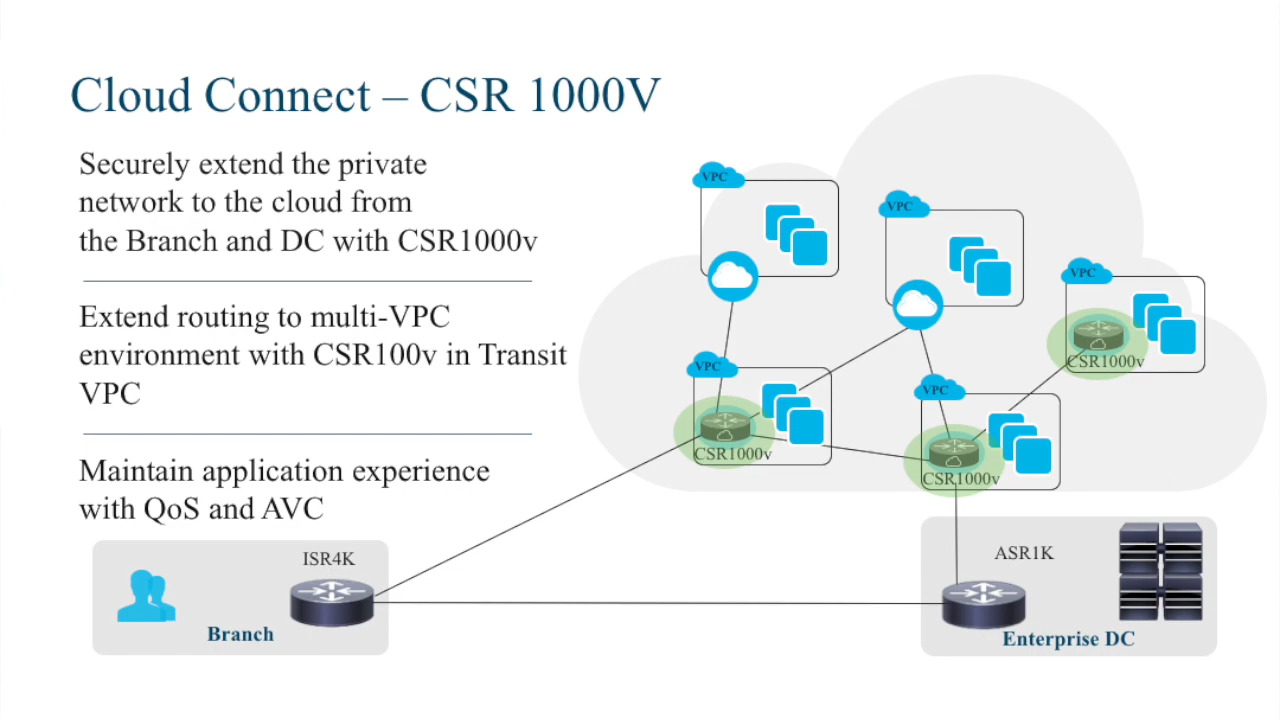 Cloud Connect – CSR 1000V
Securely extend the private
network to the cloud from
the Branch and DC with CSR1000v
Extend routing to multi-VPC
environment with CSR100v in Transit
VPC
Maintain application experience
with QoS and AVC
VPC
VPC
VPC
CSR1000v
VPC
CSR1000v
VPC
CSR1000v
ISR4K
Branch
ASR1K
Enterprise DC